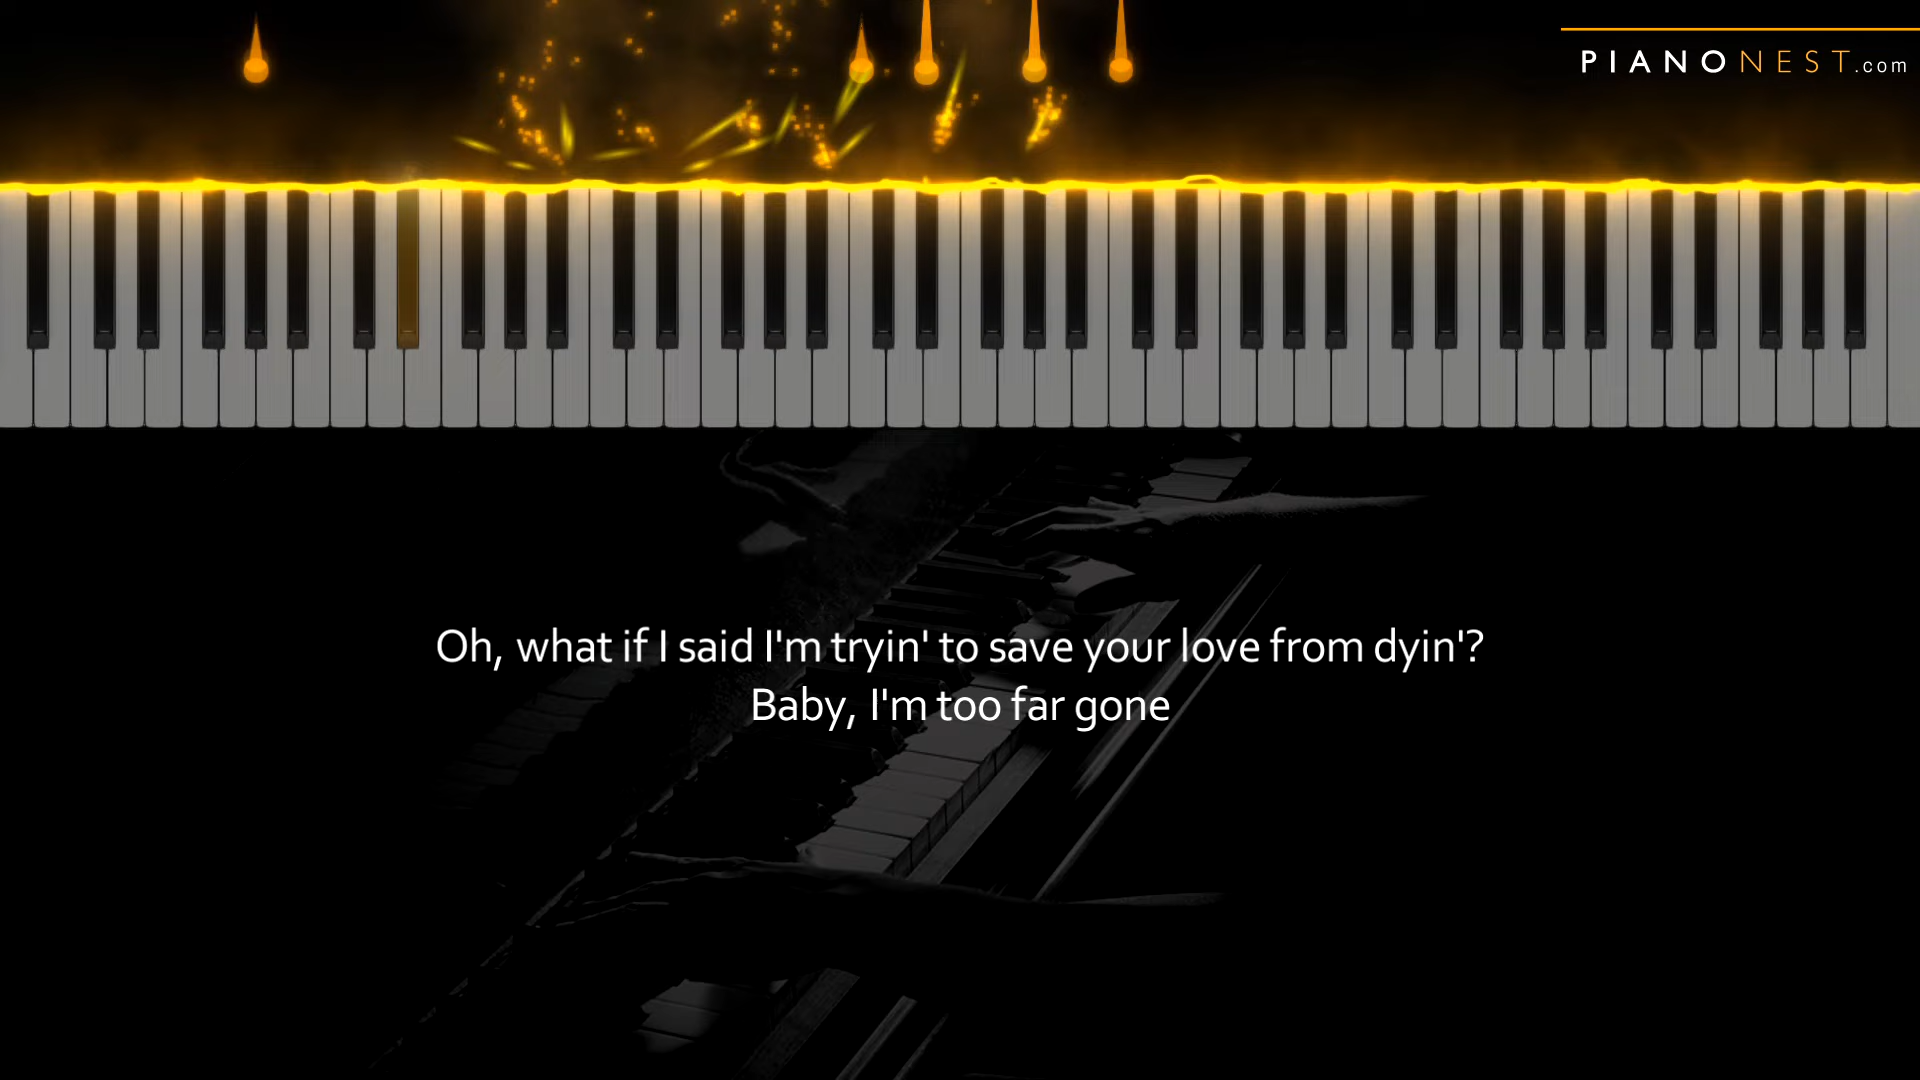 PIANONEST.com
Oh, what if I said I'm tryin' to save your love from dyin'?
Baby, I'm too far gone